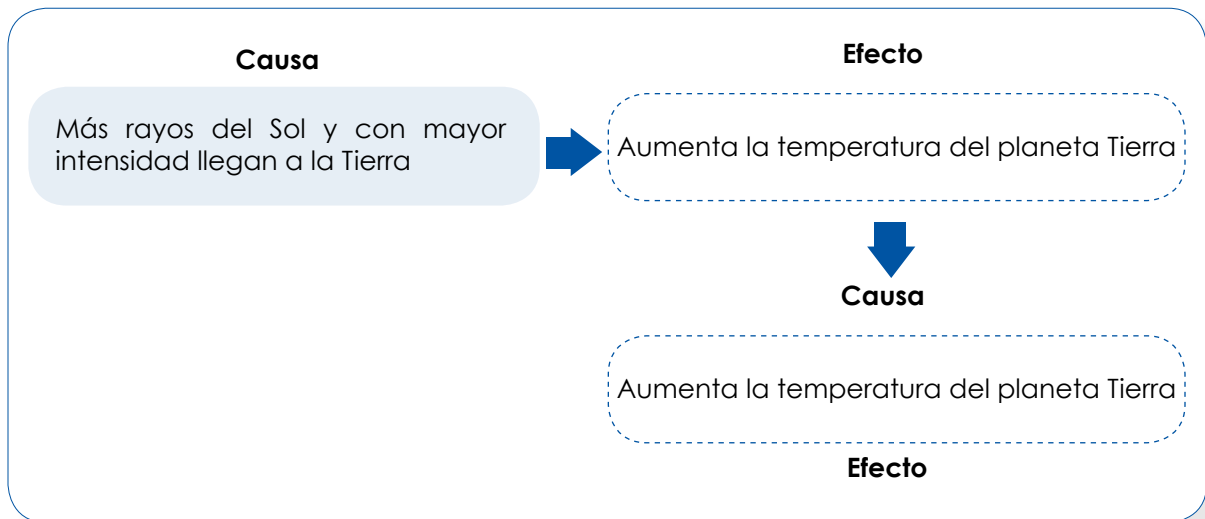 Causa
Más rayos del Sol y con mayor
intensidad llegan a la Tierra
Efecto
Aumenta la temperatura del planeta Tierra
Causa
Aumenta la temperatura del planeta Tierra
Efecto